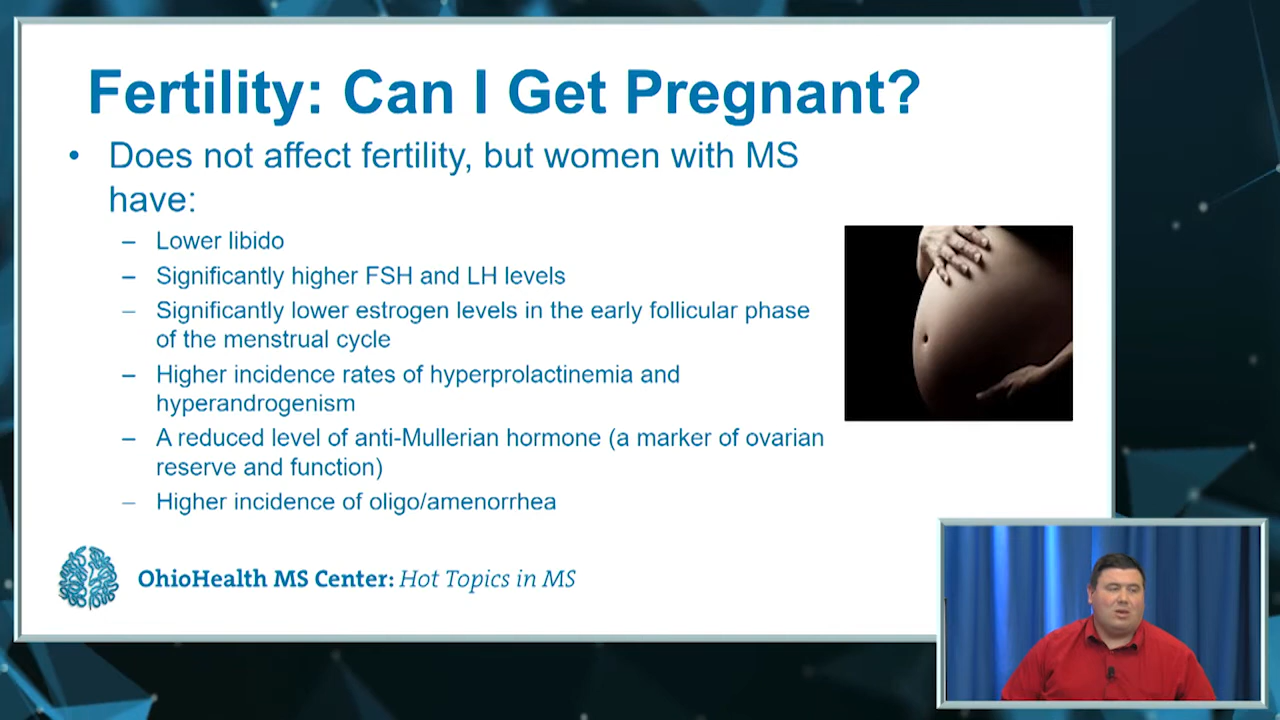 Fertility: Can I Get Pregnant?
• Does not affect fertility, but women with MS
have:
– Lower libido
– Significantly higher FSH and LH levels
– Significantly lower estrogen levels in the early follicular phase
of the menstrual cycle
– Higher incidence rates of hyperprolactinemia and
hyperandrogenism
– A reduced level of anti-Mullerian hormone (a marker of ovarian
reserve and function)
– Higher incidence of oligo/amenorrhea
OhioHealth MS Center: Hot Topics in MS